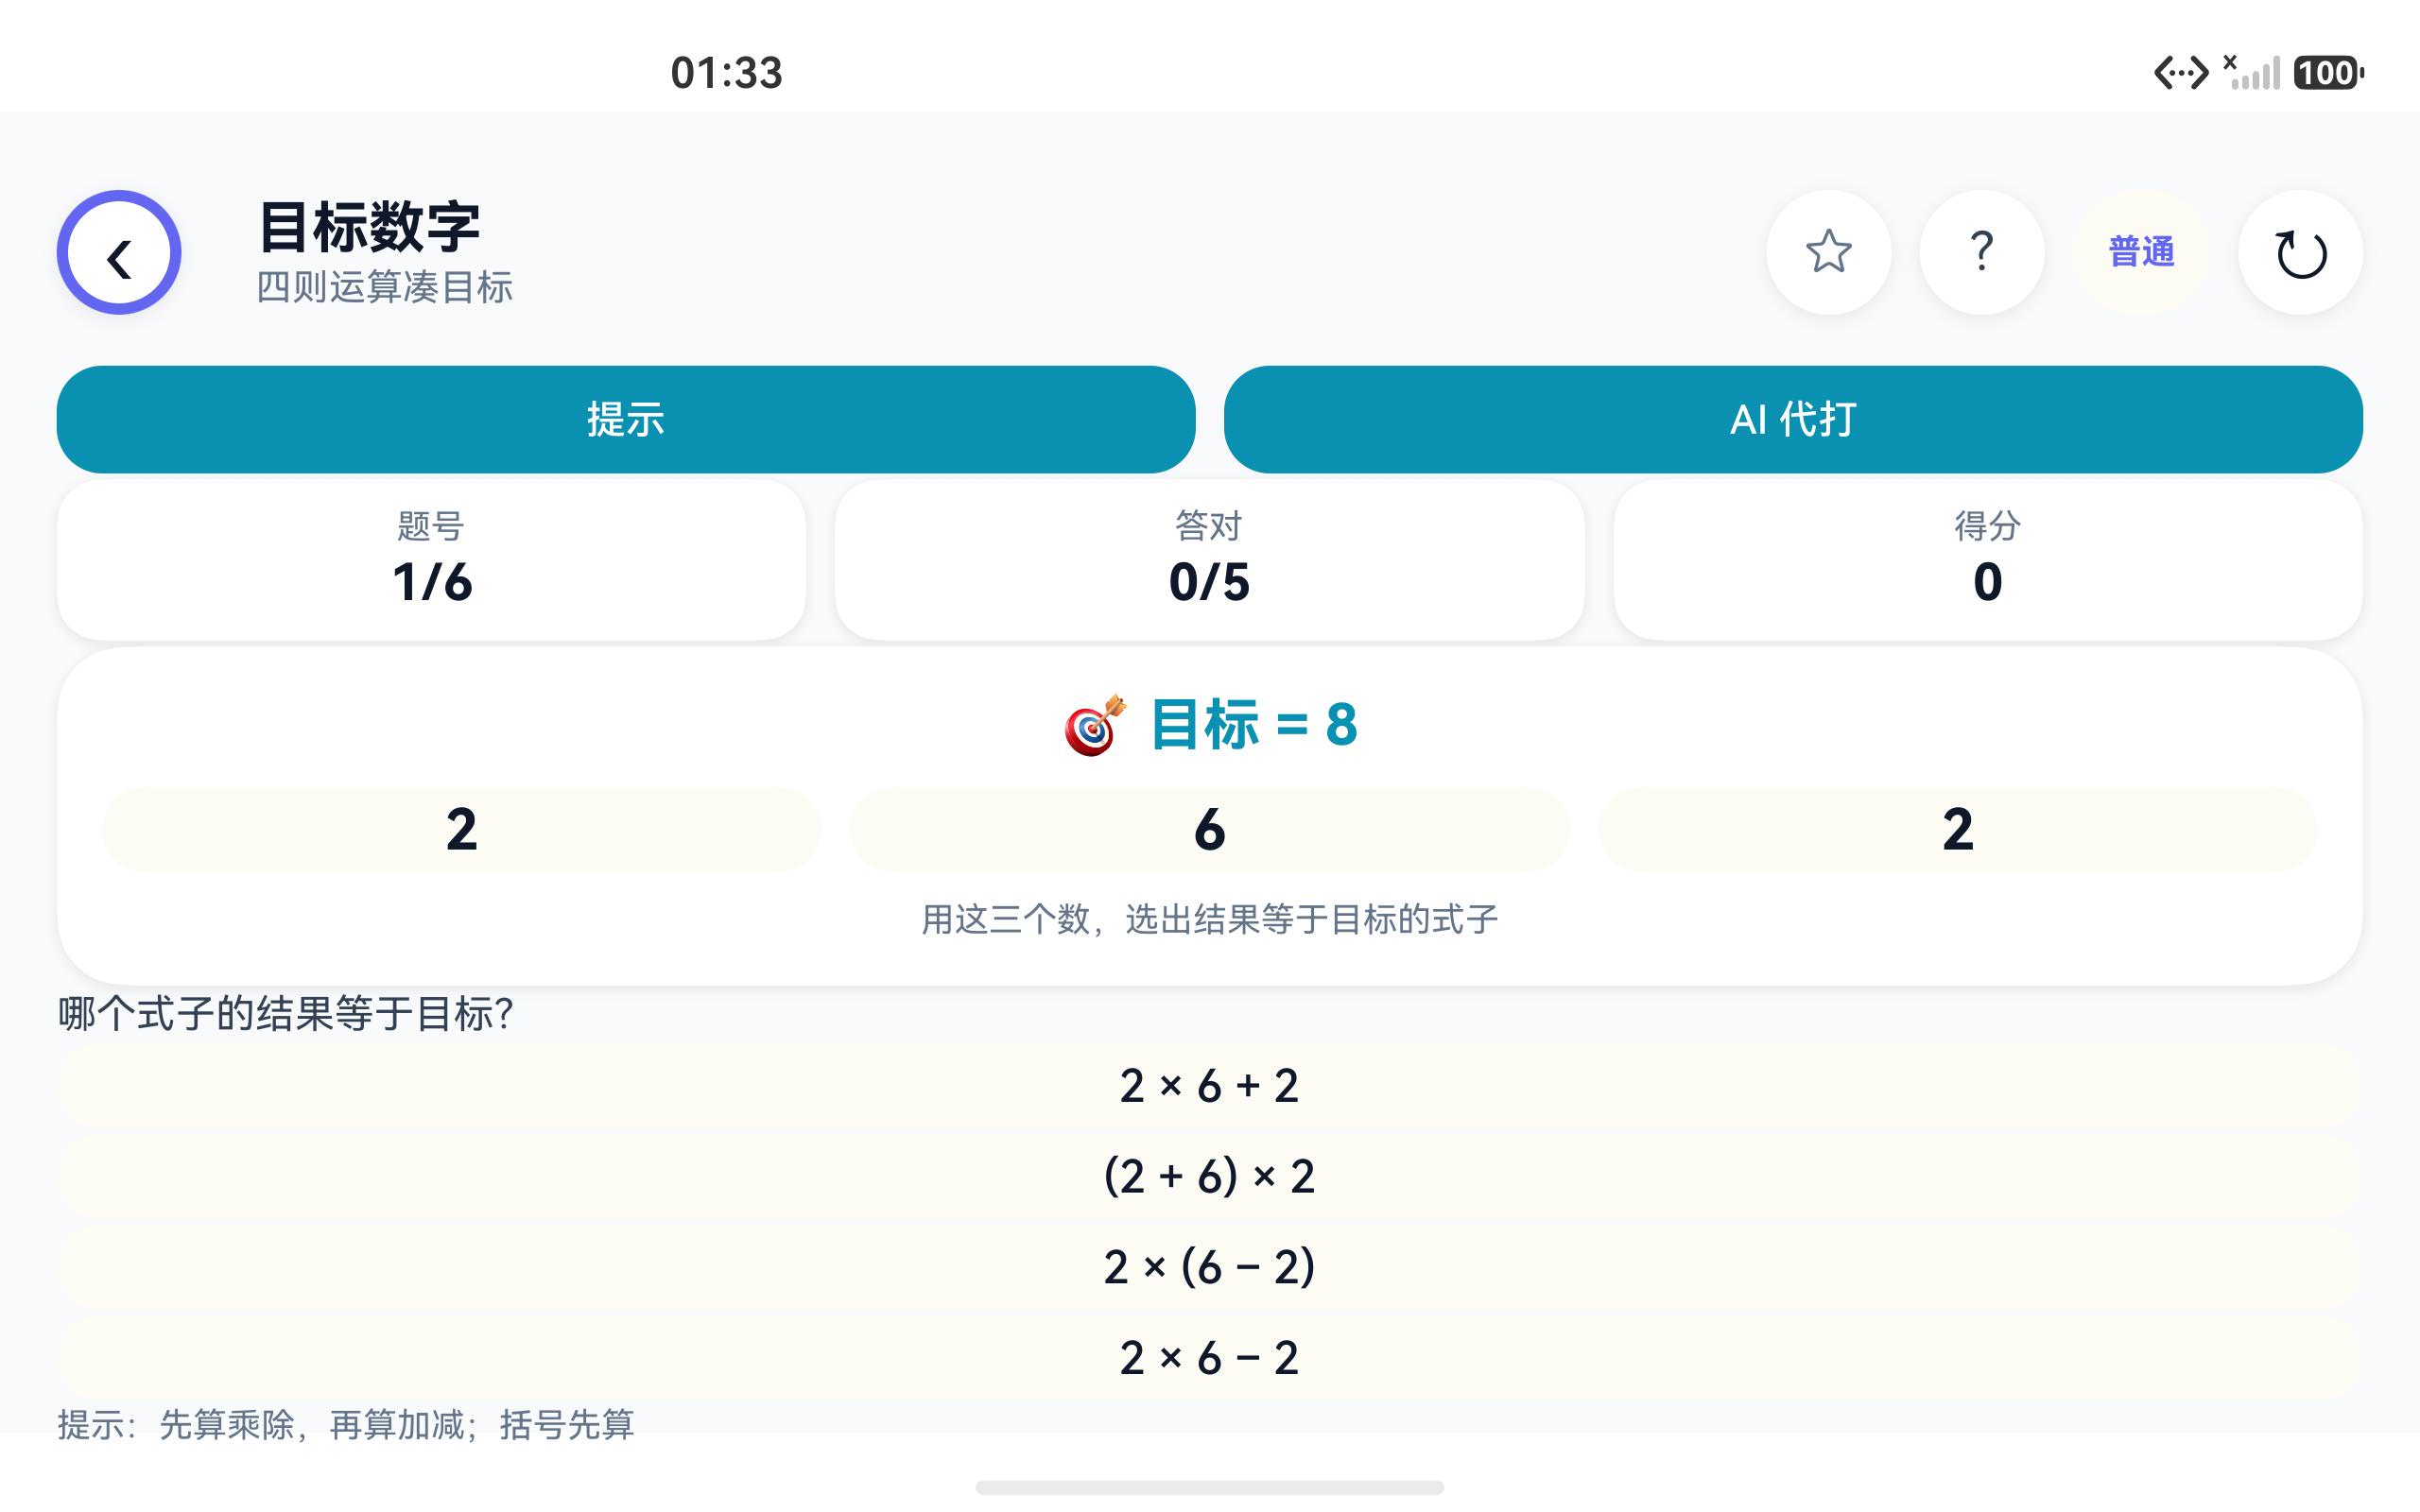 01:33
100
目标数字
四则运算凑目标
?
普通
提示
AI 代打
题号
答对
得分
1/6
0/5
0
目标 = 8
2
6
2
用这三个数，选出结果等于目标的式子
哪个式子的结果等于目标？
2 × 6 + 2
(2 + 6) × 2
2 × (6 − 2)
2 × 6 − 2
提示：先算乘除，再算加减；括号先算